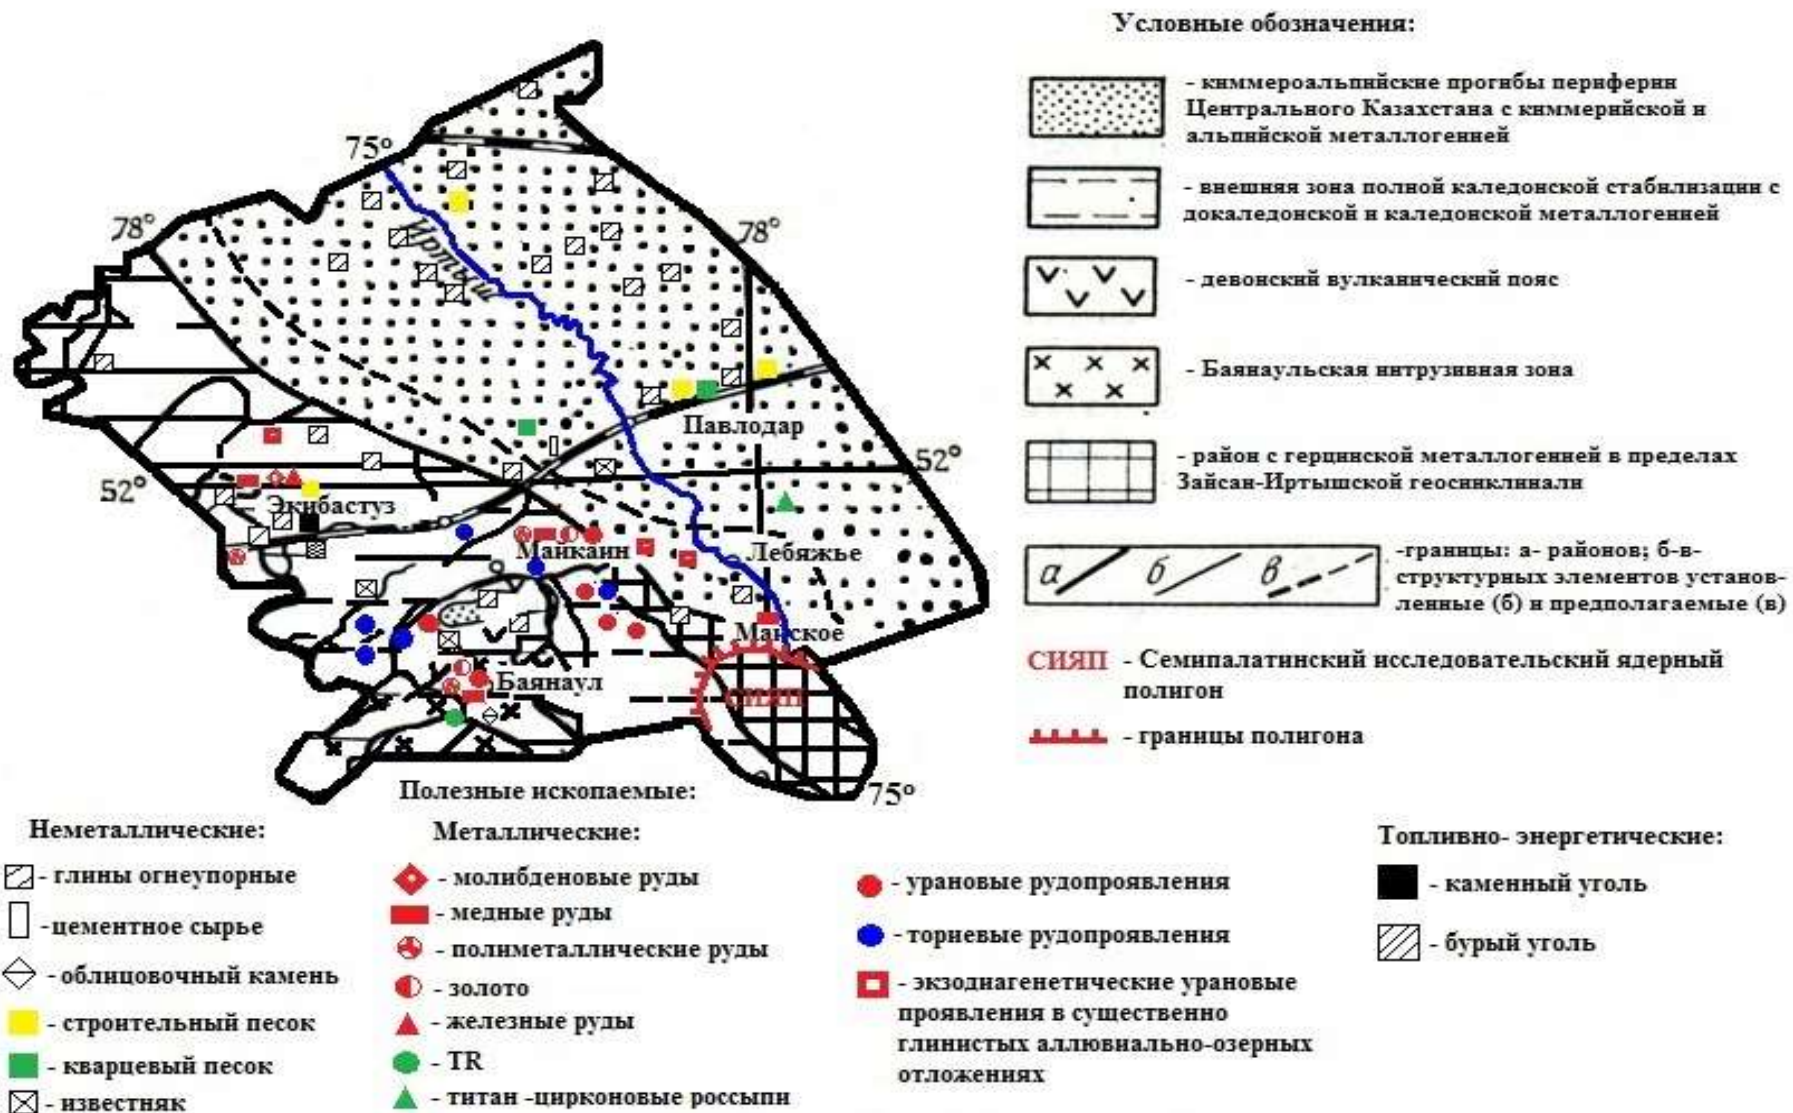 Условные обозначения:
- киммероальпийские прогибы периферии
Центрального Казахстана с киммерийской и
альпийской металлогенией
- внешняя зона полной каледонской стабилизации с
докаледонской и каледонской металлогенией
- девонский вулканический пояс
- Баянаульская интрузивная зона
- район с герцинской металлогенией в пределах
Зайсан-Иртышской геосинклинали
а б в
-границы: а- районов; б-в-
структурных элементов установ-
ленные (б) и предполагаемые (в)
СИЯП - Семипалатинский исследовательский ядерный
полигон
- границы полигона
75°
78°
78°
Иртыш
Павлодар
52°
52°
Экибастуз
Майкаин
Лебяжье
Майское
Баянаул
СИЯП
75°
Полезные ископаемые:
Неметаллические:
- глины огнеупорные
-цементное сырье
- облицовочный камень
- строительный песок
- кварцевый песок
- известняк
Металлические:
- молибденовые руды
- медные руды
- полиметаллические руды
- золото
- железные руды
- TR
- титан -цирконовые россыпи
- урановые рудопроявления
- ториевые рудопроявления
- экзодиагенетические урановые
проявления в существенно
глинистых аллювиально-озерных
отложениях
Топливно- энергетические:
- каменный уголь
- бурый уголь